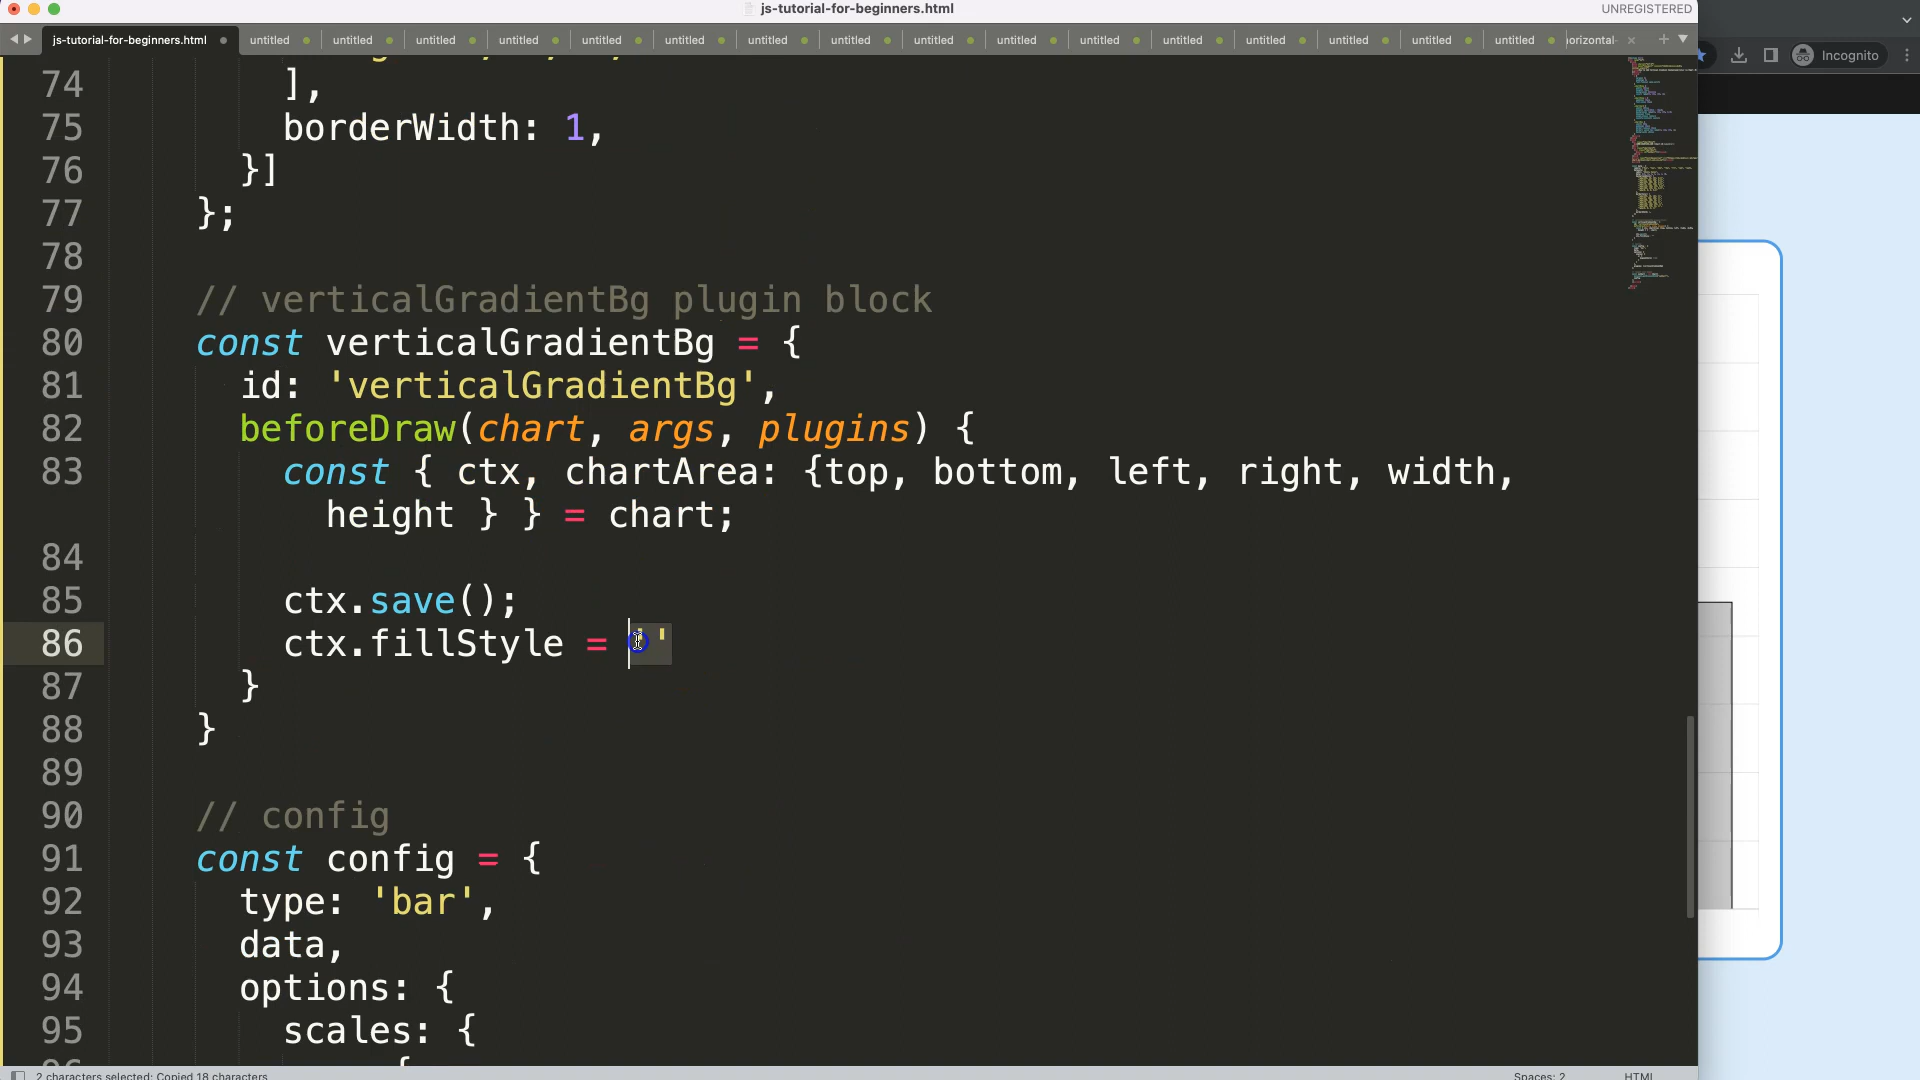 js-tutorial-for-beginners.html
UNREGISTERED
js-tutorial-for-beginners.html untitled untitled untitled untitled untitled untitled untitled untitled untitled untitled untitled untitled untitled untitled untitled untitled orizontal-
Incognito
74 ],
75 borderWidth: 1,
76 }]
77 };
78
79 // verticalGradientBg plugin block
80 const verticalGradientBg = {
81 id: 'verticalGradientBg',
82 beforeDraw(chart, args, plugins) {
83 const { ctx, chartArea: {top, bottom, left, right, width,
height } } = chart;
84
85 ctx.save();
86 ctx.fillStyle = ''
87 }
88 }
89
90 // config
91 const config = {
92 type: 'bar',
93 data,
94 options: {
95 scales: {
2 characters selected; Copied 18 characters
Spaces: 2
HTML